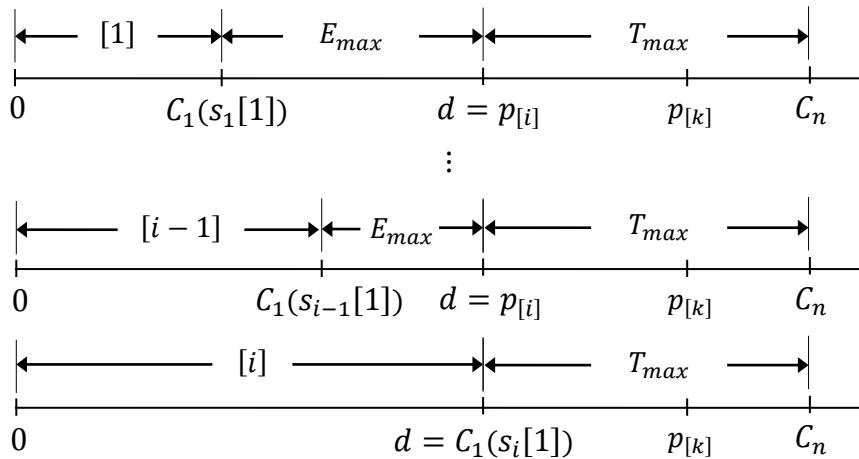 [1] E_max T_max
0 C_1(s_1[1]) d = p_[i] p_[k] C_n
⋮
[i − 1] E_max T_max
0 C_1(s_{i−1}[1]) d = p_[i] p_[k] C_n
[i] T_max
0 d = C_1(s_i[1]) p_[k] C_n